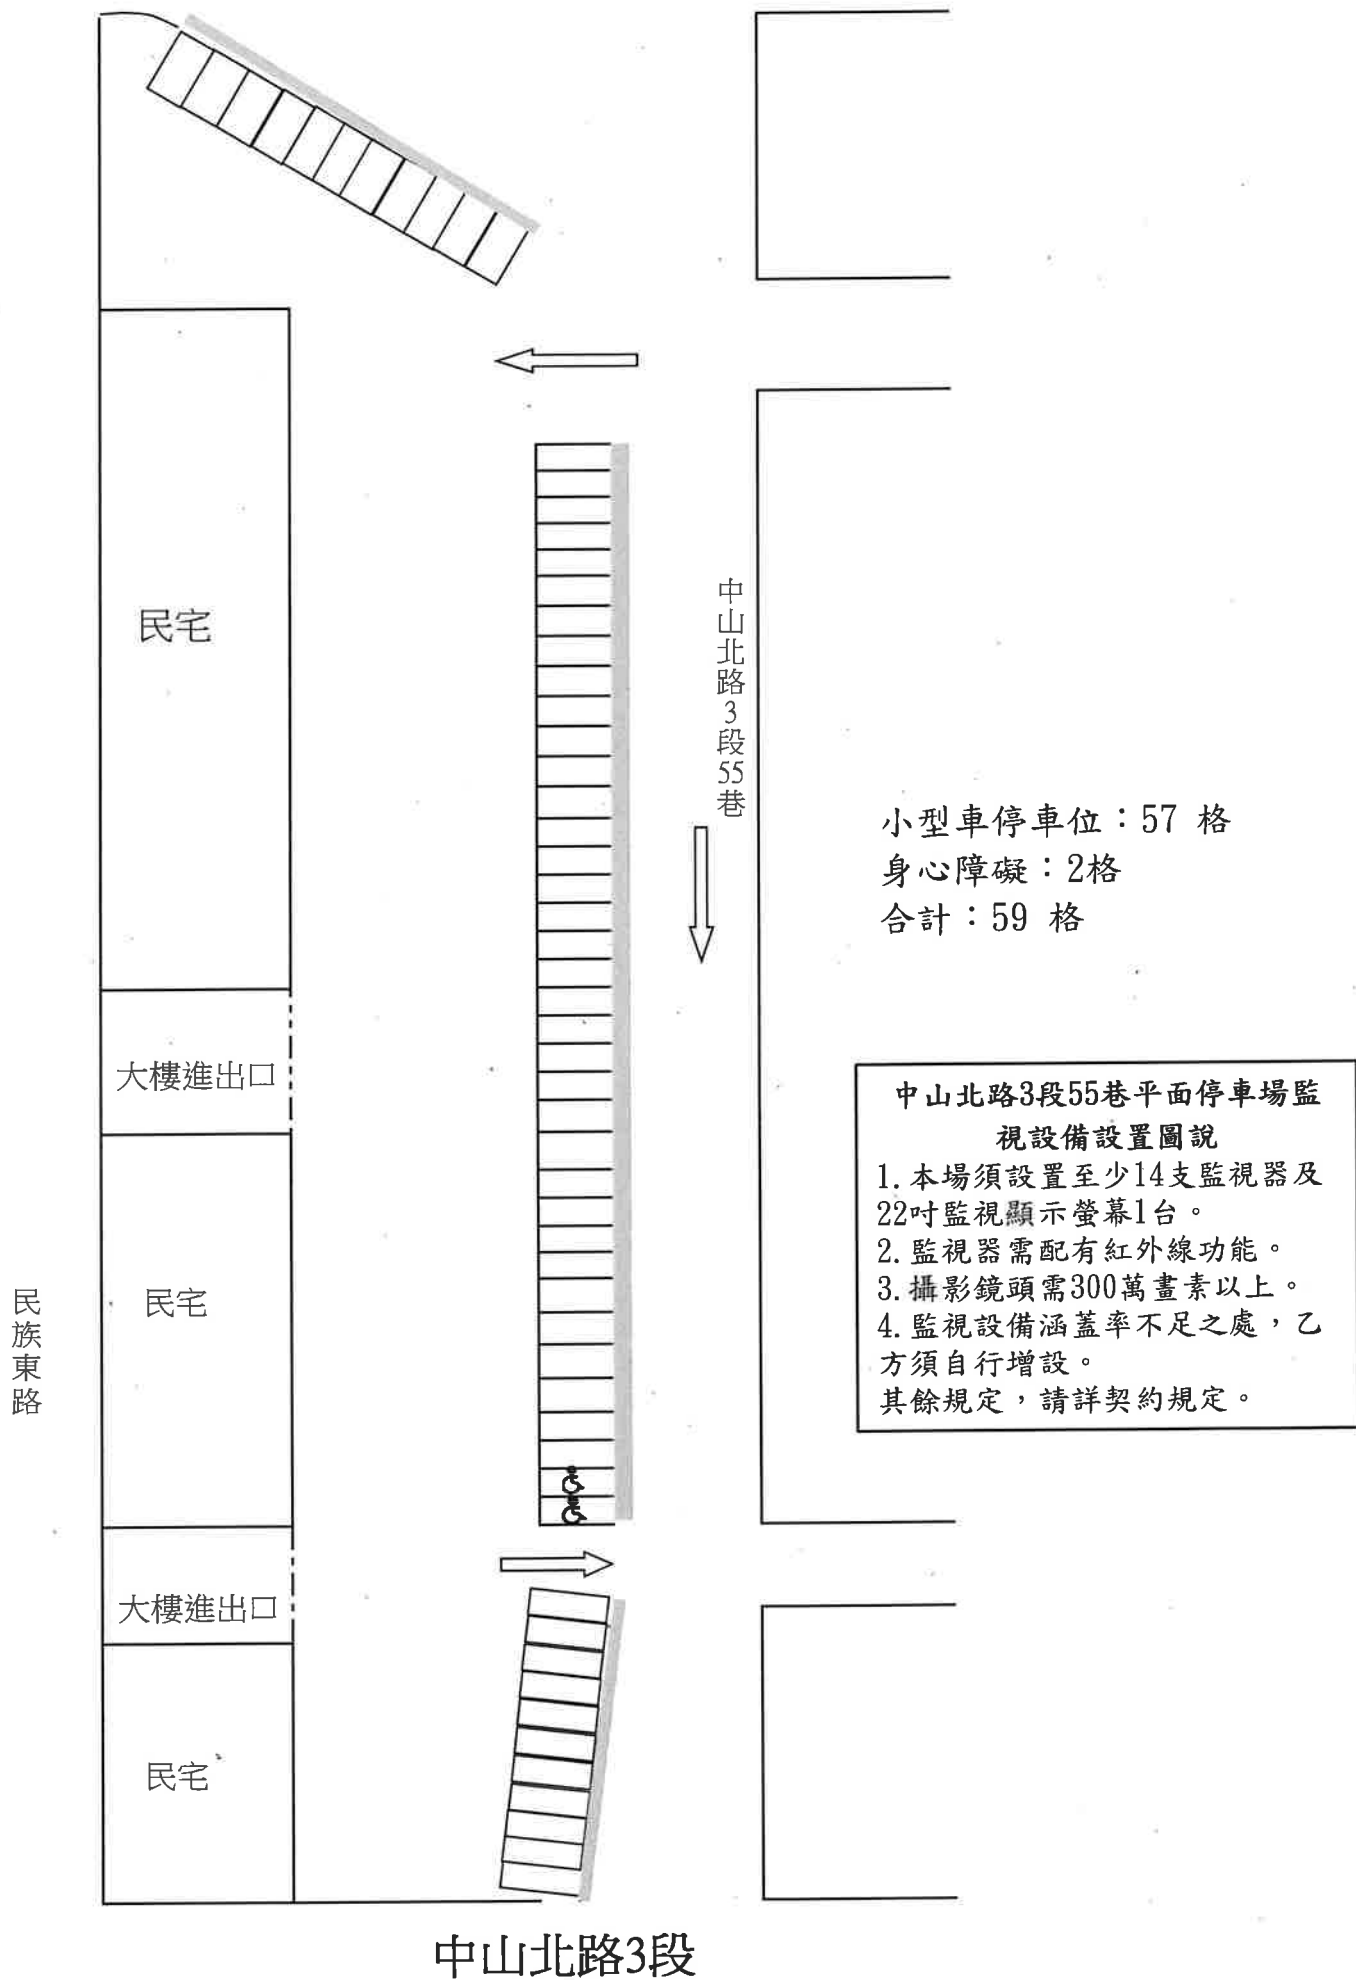 民宅
中山北路3段55巷
小型車停車位：57 格
身心障礙：2格
合計：59 格
大樓進出口
中山北路3段55巷平面停車場監
視設備設置圖說
1.本場須設置至少14支監視器及
22吋監視顯示螢幕1台。
2.監視器需配有紅外線功能。
3.攝影鏡頭需300萬畫素以上。
4.監視設備涵蓋率不足之處，乙
方須自行增設。
其餘規定，請詳契約規定。
民族東路
民宅
大樓進出口
民宅
中山北路3段